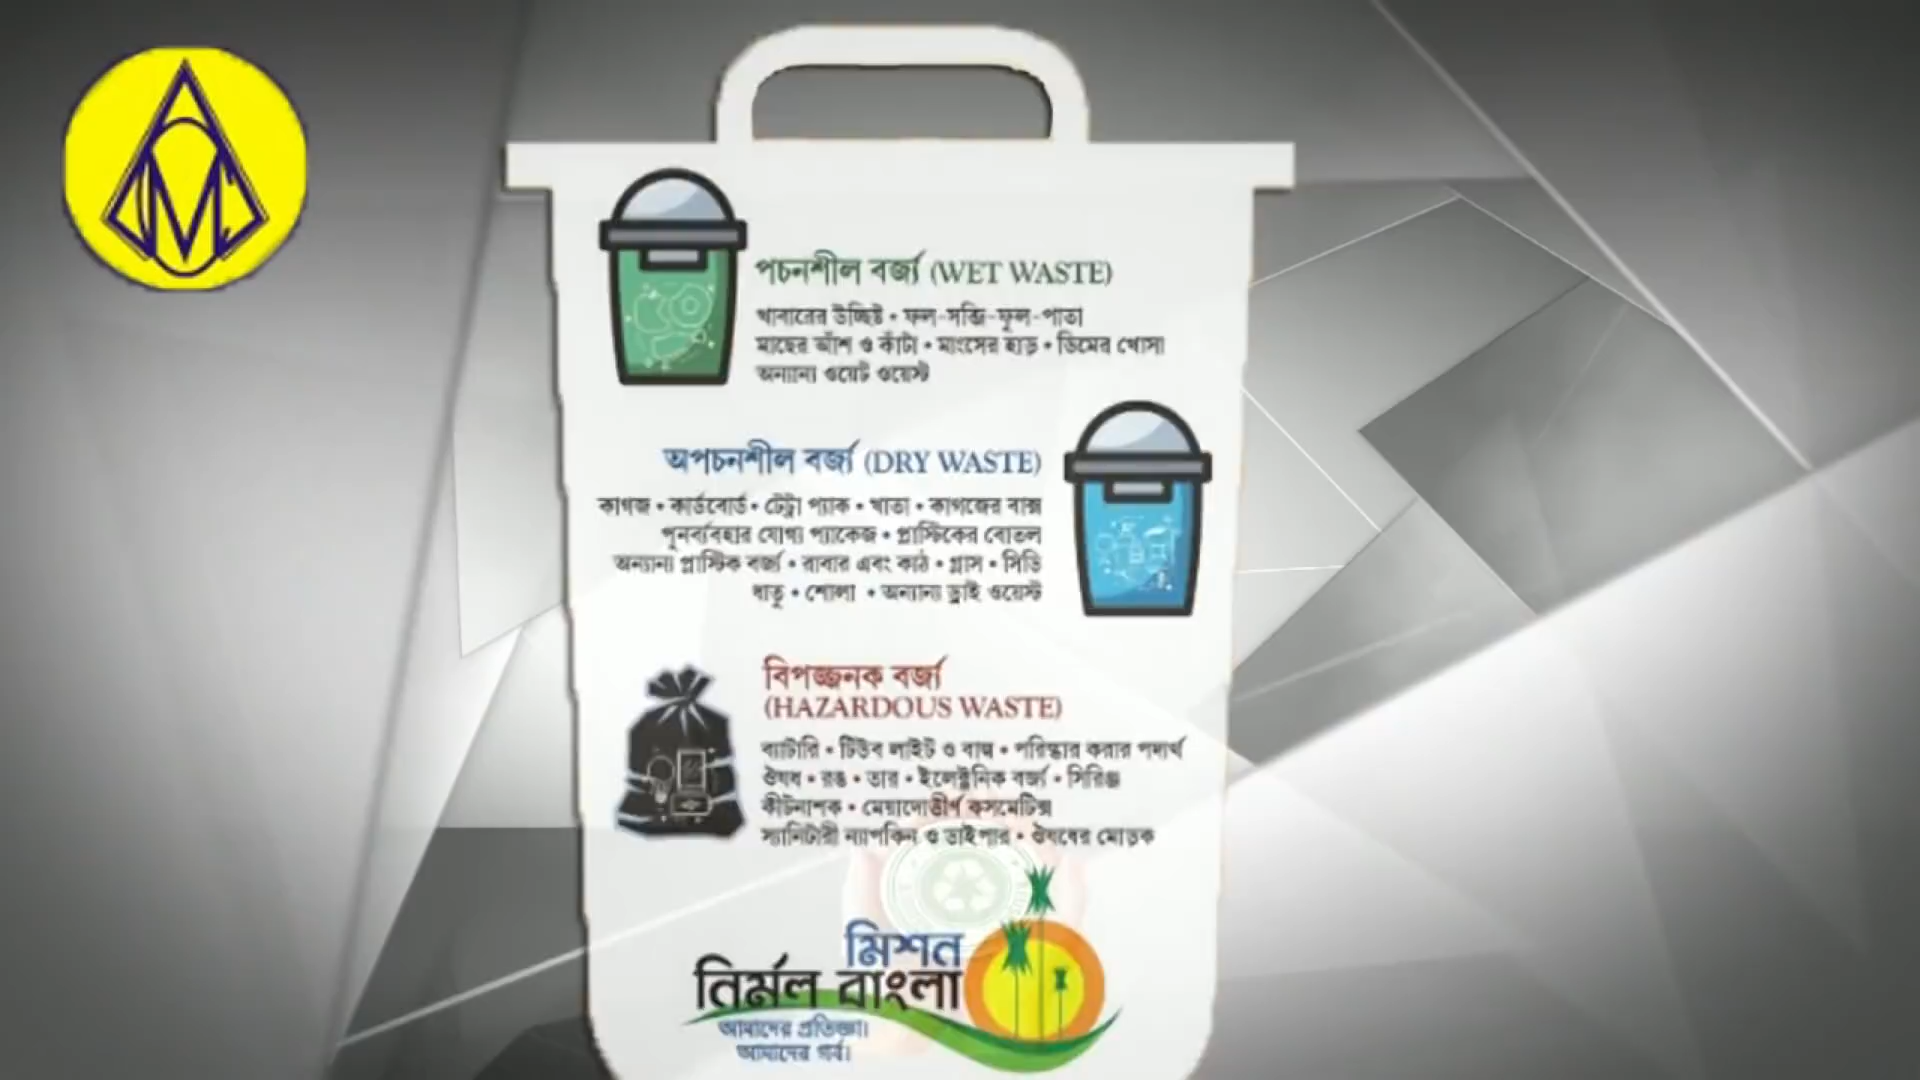 পচনশীল বর্জ্য (WET WASTE)
খাবারের উচ্ছিষ্ট • ফল-সব্জি-ফুল-পাতা
মাছের আঁশ ও কাঁটা • মাংসের হাড় • ডিমের খোসা
অন্যান্য ওয়েট ওয়েস্ট
অপচনশীল বর্জ্য (DRY WASTE)
কাগজ • কার্ডবোর্ড • টেট্রা প্যাক • খাতা • কাগজের বাক্স
পুনর্ব্যবহার যোগ্য প্যাকেজ • প্লাস্টিকের বোতল
অন্যান্য প্লাস্টিক বর্জ্য • রাবার এবং কাঠ • গ্লাস • সিডি
ধাতু • শোলা • অন্যান্য ড্রাই ওয়েস্ট
বিপজ্জনক বর্জ্য
(HAZARDOUS WASTE)
ব্যাটারি • টিউব লাইট ও বাল্ব • পরিস্কার করার পদার্থ
ঔষধ • রঙ • তার • ইলেক্ট্রনিক বর্জ্য • সিরিঞ্জ
কীটনাশক • মেয়াদোত্তীর্ণ কসমেটিক্স
স্যানিটারী ন্যাপকিন ও ডাইপার • ঔষধের মোড়ক
মিশন
নির্মল বাংলা
আমাদের প্রতিজ্ঞা।
আমাদের গর্ব।